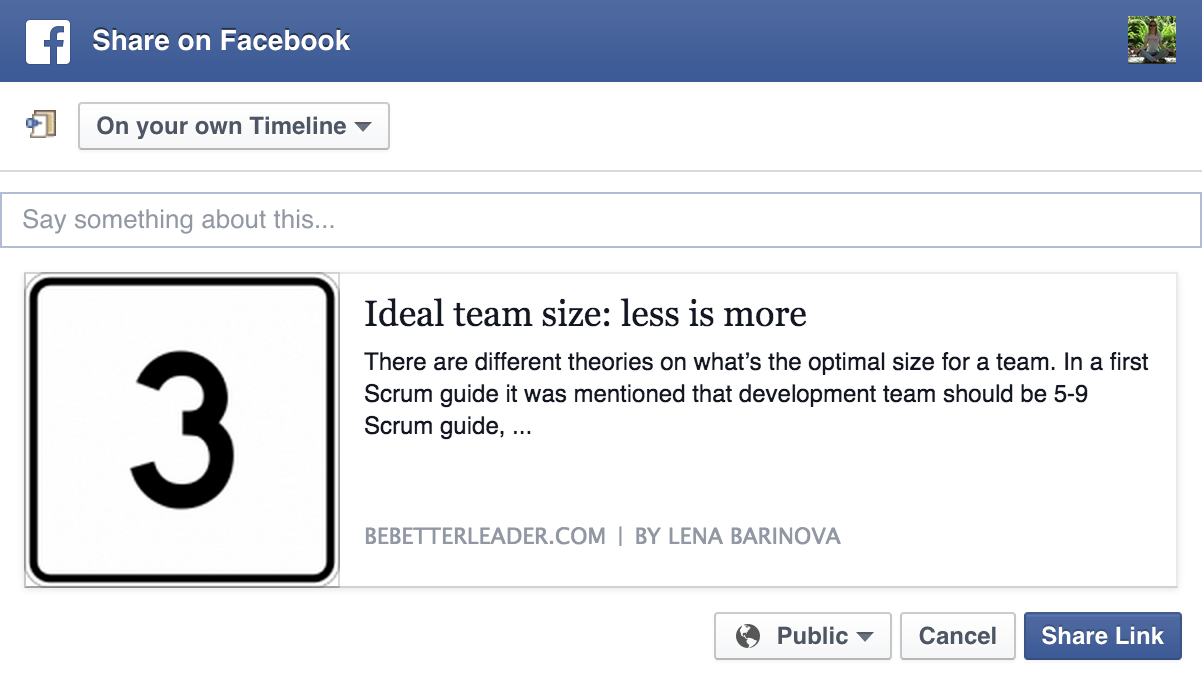 Share on Facebook
On your own Timeline
Say something about this...
3
Ideal team size: less is more
There are different theories on what’s the optimal size for a team. In a first
Scrum guide it was mentioned that development team should be 5-9
Scrum guide, ...
BEBETTERLEADER.COM | BY LENA BARINOVA
Public
Cancel
Share Link